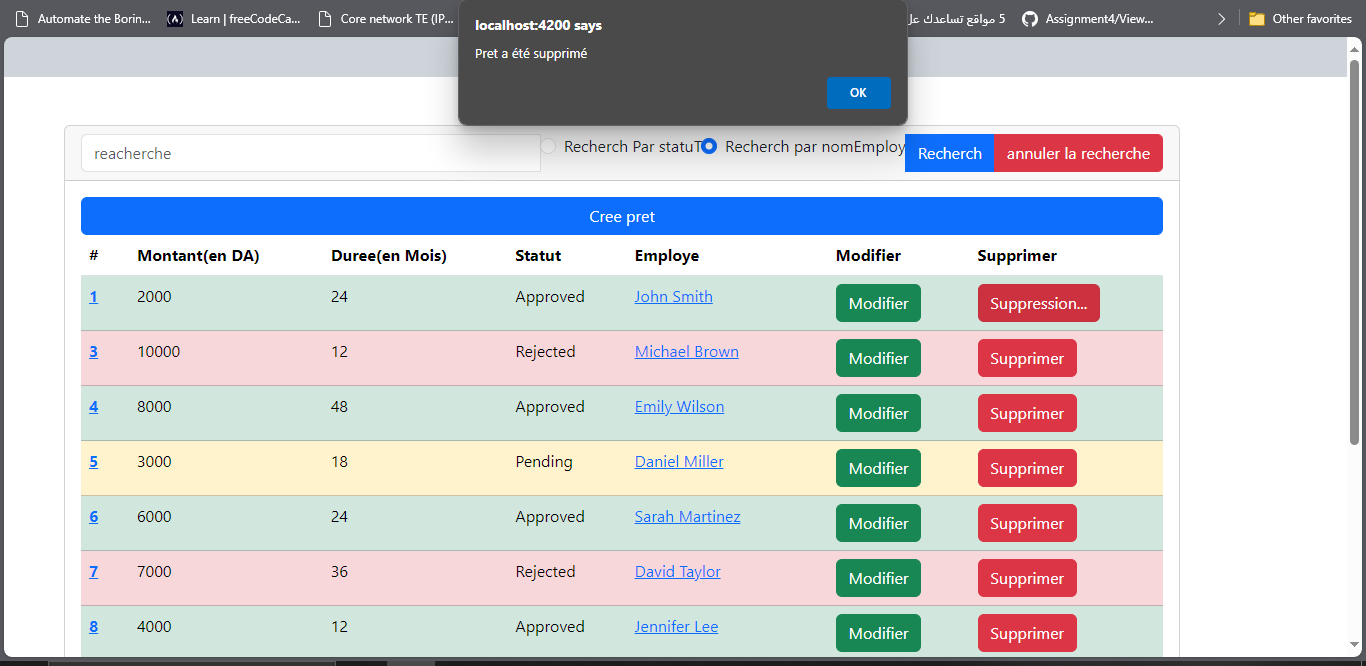 Automate the Borin... Learn | freeCodeCa... Core network TE (IP... 5 مواقع تساعدك عل Assignment4/View... Other favorites
localhost:4200 says
Pret a été supprimé
OK
reacherche Recherch Par statuT Recherch par nomEmploy Recherch annuler la recherche
Cree pret
# Montant(en DA) Duree(en Mois) Statut Employe Modifier Supprimer
1 2000 24 Approved John Smith Modifier Suppression...
3 10000 12 Rejected Michael Brown Modifier Supprimer
4 8000 48 Approved Emily Wilson Modifier Supprimer
5 3000 18 Pending Daniel Miller Modifier Supprimer
6 6000 24 Approved Sarah Martinez Modifier Supprimer
7 7000 36 Rejected David Taylor Modifier Supprimer
8 4000 12 Approved Jennifer Lee Modifier Supprimer